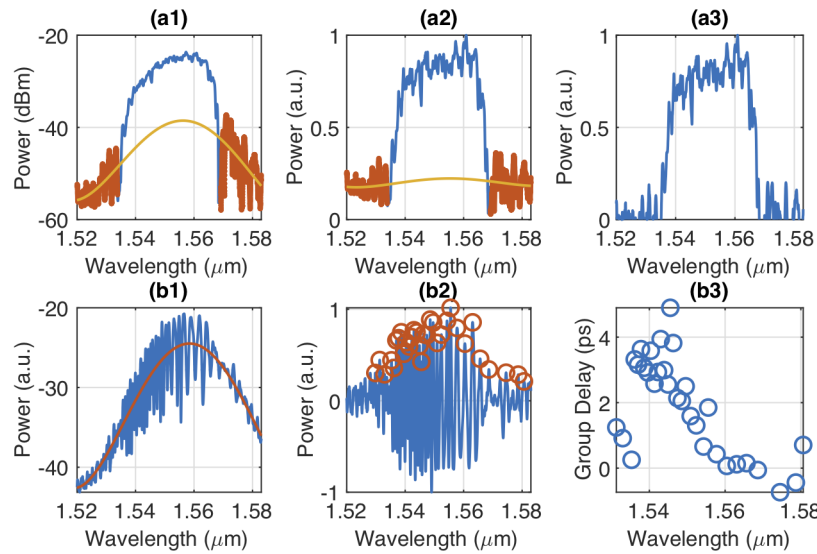 (a1) (a2) (a3)
Power (dBm)
-20
-40
-60
1.52 1.54 1.56 1.58
Wavelength (μm)
Power (a.u.)
1
0.5
0
1.52 1.54 1.56 1.58
Wavelength (μm)
Power (a.u.)
1
0.5
0
1.52 1.54 1.56 1.58
Wavelength (μm)
(b1) (b2) (b3)
Power (a.u.)
-20
-30
-40
1.52 1.54 1.56 1.58
Wavelength (μm)
Power (a.u.)
1
0
-1
1.52 1.54 1.56 1.58
Wavelength (μm)
Group Delay (ps)
4
2
0
1.54 1.56 1.58
Wavelength (μm)